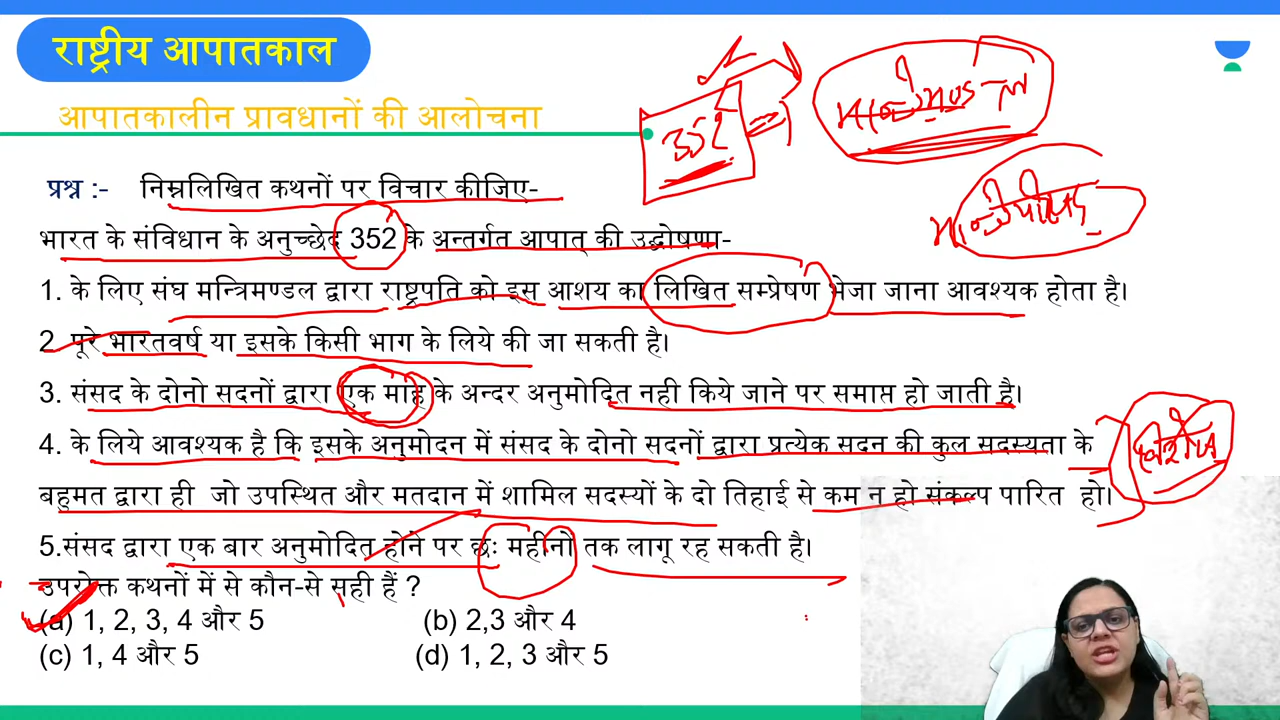 राष्ट्रीय आपातकाल
आपातकालीन प्रावधानों की आलोचना
352
प्रश्न :- निम्नलिखित कथनों पर विचार कीजिए-
भारत के संविधान के अनुच्छेद 352 के अन्तर्गत आपात् की उद्घोषणा-
1. के लिए संघ मन्त्रिमण्डल द्वारा राष्ट्रपति को इस आशय का लिखित सम्प्रेषण भेजा जाना आवश्यक होता है।
2. पूरे भारतवर्ष या इसके किसी भाग के लिये की जा सकती है।
3. संसद के दोनो सदनों द्वारा एक माह के अन्दर अनुमोदित नही किये जाने पर समाप्त हो जाती है।
4. के लिये आवश्यक है कि इसके अनुमोदन में संसद के दोनो सदनों द्वारा प्रत्येक सदन की कुल सदस्यता के
बहुमत द्वारा ही जो उपस्थित और मतदान में शामिल सदस्यों के दो तिहाई से कम न हो संकल्प पारित हो।
5.संसद द्वारा एक बार अनुमोदित होने पर छः महीनो तक लागू रह सकती है।
उपरोक्त कथनों में से कौन-से सही हैं ?
(a) 1, 2, 3, 4 और 5 (b) 2,3 और 4
(c) 1, 4 और 5 (d) 1, 2, 3 और 5